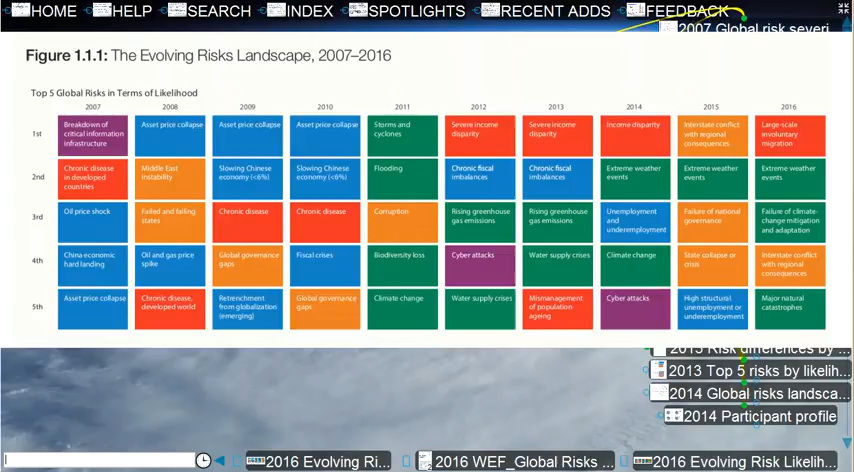 HOME HELP SEARCH INDEX SPOTLIGHTS RECENT ADDS FEEDBACK
2007 Global risk severi
Figure 1.1.1: The Evolving Risks Landscape, 2007–2016
Top 5 Global Risks in Terms of Likelihood
2007 2008 2009 2010 2011 2012 2013 2014 2015 2016
1st
Breakdown of
critical information
infrastructure
Asset price collapse
Asset price collapse
Asset price collapse
Storms and
cyclones
Severe income
disparity
Severe income
disparity
Income disparity
Interstate conflict
with regional
consequences
Large-scale
involuntary
migration
2nd
Chronic disease
in developed
countries
Middle East
instability
Slowing Chinese
economy (<6%)
Slowing Chinese
economy (<6%)
Flooding
Chronic fiscal
imbalances
Chronic fiscal
imbalances
Extreme weather
events
Extreme weather
events
Extreme weather
events
3rd
Oil price shock
Failed and failing
states
Chronic disease
Chronic disease
Corruption
Rising greenhouse
gas emissions
Rising greenhouse
gas emissions
Unemployment
and
underemployment
Failure of national
governance
Failure of climate-
change mitigation
and adaptation
4th
China economic
hard landing
Oil and gas price
spike
Global governance
gaps
Fiscal crises
Biodiversity loss
Cyber attacks
Water supply crises
Climate change
State collapse or
crisis
Interstate conflict
with regional
consequences
5th
Asset price collapse
Chronic disease,
developed world
Retrenchment
from globalization
(emerging)
Global governance
gaps
Climate change
Water supply crises
Mismanagement
of population
ageing
Cyber attacks
High structural
unemployment or
underemployment
Major natural
catastrophes
2013 Risk differences by ...
2013 Top 5 risks by likelih...
2014 Global risks landsca...
2014 Participant profile
2016 Evolving Ri... 2016 WEF_Global Risks ... 2016 Evolving Risk Likelih...